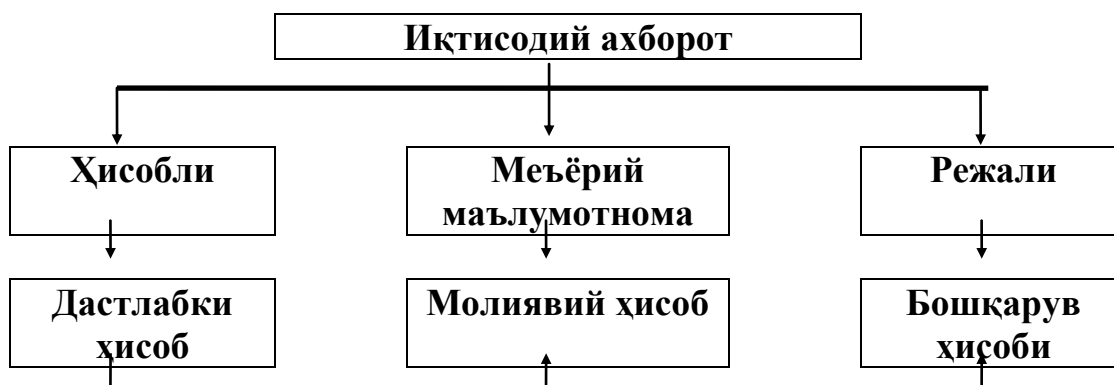 Иқтисодий ахборот
Ҳисобли
Меъёрий
маълумотнома
Режали
Дастлабки
ҳисоб
Молиявий ҳисоб
Бошқарув
ҳисоби